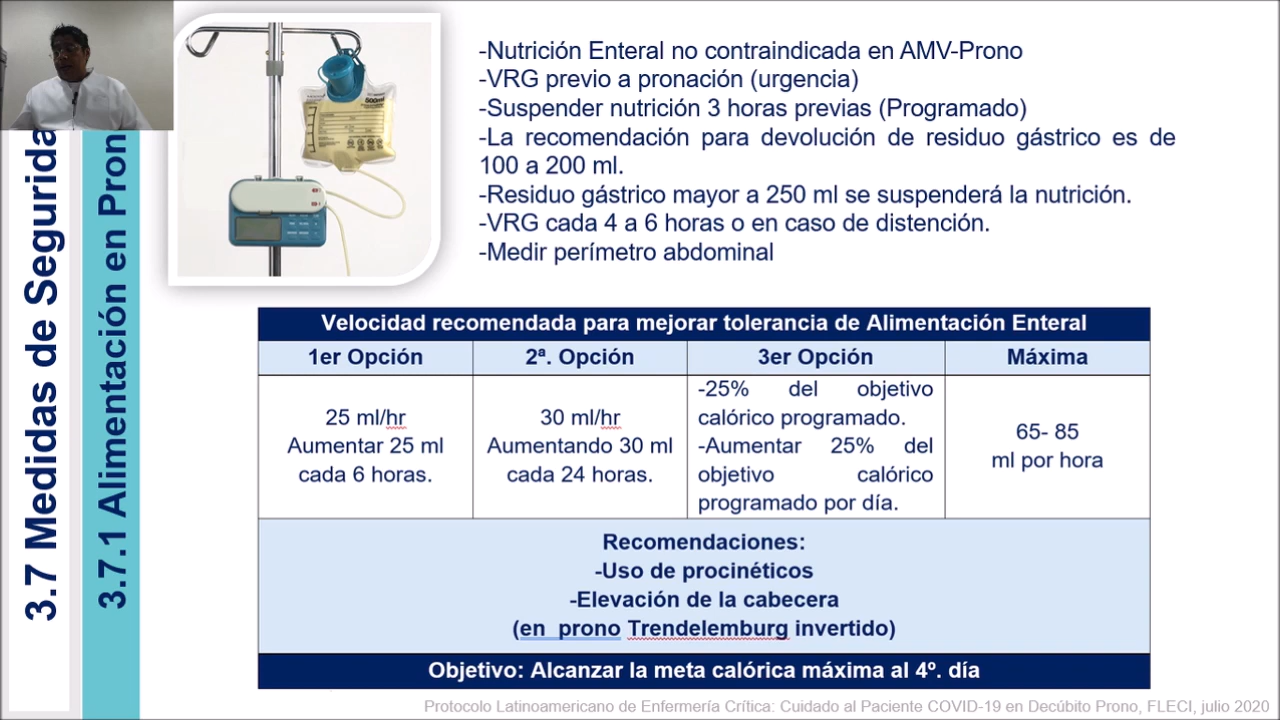 3.7 Medidas de Segurida
3.7.1 Alimentación en Pron
500ml
-Nutrición Enteral no contraindicada en AMV-Prono
-VRG previo a pronación (urgencia)
-Suspender nutrición 3 horas previas (Programado)
-La recomendación para devolución de residuo gástrico es de
100 a 200 ml.
-Residuo gástrico mayor a 250 ml se suspenderá la nutrición.
-VRG cada 4 a 6 horas o en caso de distención.
-Medir perímetro abdominal
Velocidad recomendada para mejorar tolerancia de Alimentación Enteral
1er Opción
2ª. Opción
3er Opción
Máxima
25 ml/hr
Aumentar 25 ml
cada 6 horas.
30 ml/hr
Aumentando 30 ml
cada 24 horas.
-25% del objetivo
calórico programado.
-Aumentar 25% del
objetivo calórico
programado por día.
65- 85
ml por hora
Recomendaciones:
-Uso de procinéticos
-Elevación de la cabecera
(en prono Trendelemburg invertido)
Objetivo: Alcanzar la meta calórica máxima al 4º. día
Protocolo Latinoamericano de Enfermería Crítica: Cuidado al Paciente COVID-19 en Decúbito Prono, FLECI, julio 2020